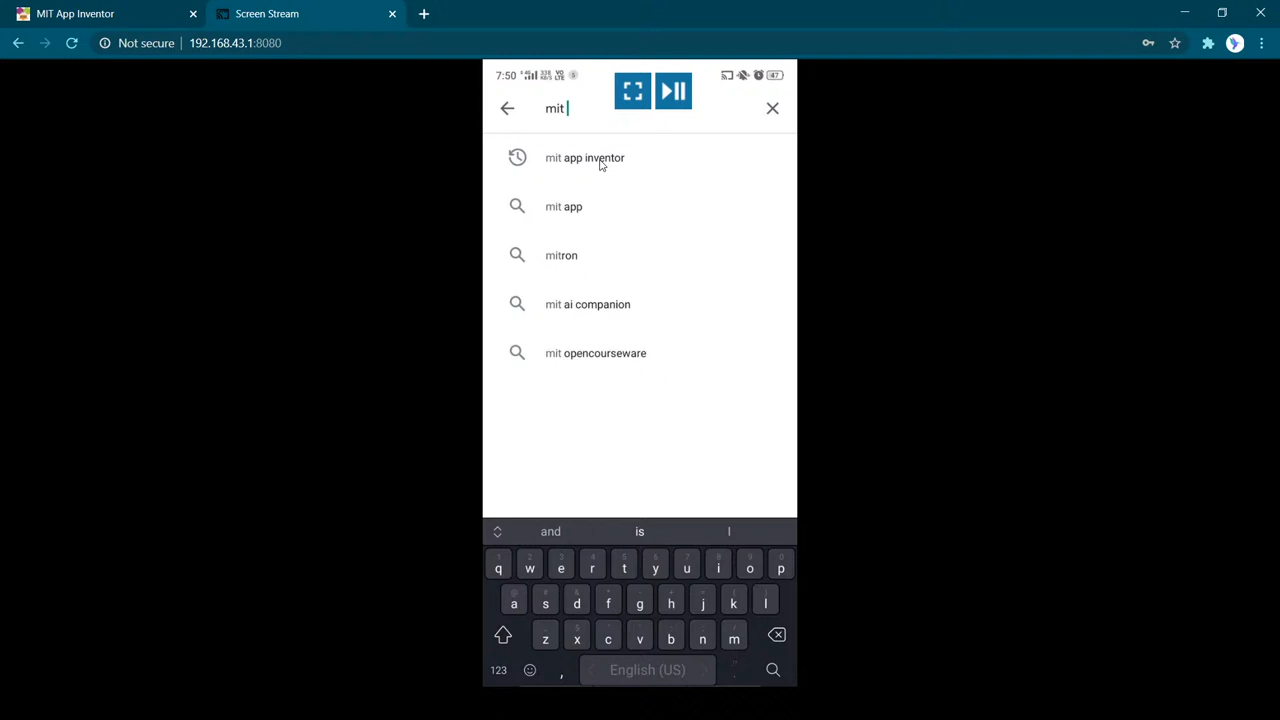 MIT App Inventor
Screen Stream
Not secure
192.168.43.1:8080
7:50
47
mit
mit app inventor
mit app
mitron
mit ai companion
mit opencourseware
and is I
q w e r t y u i o p
a s d f g h j k l
z x c v b n m
123 , English (US)